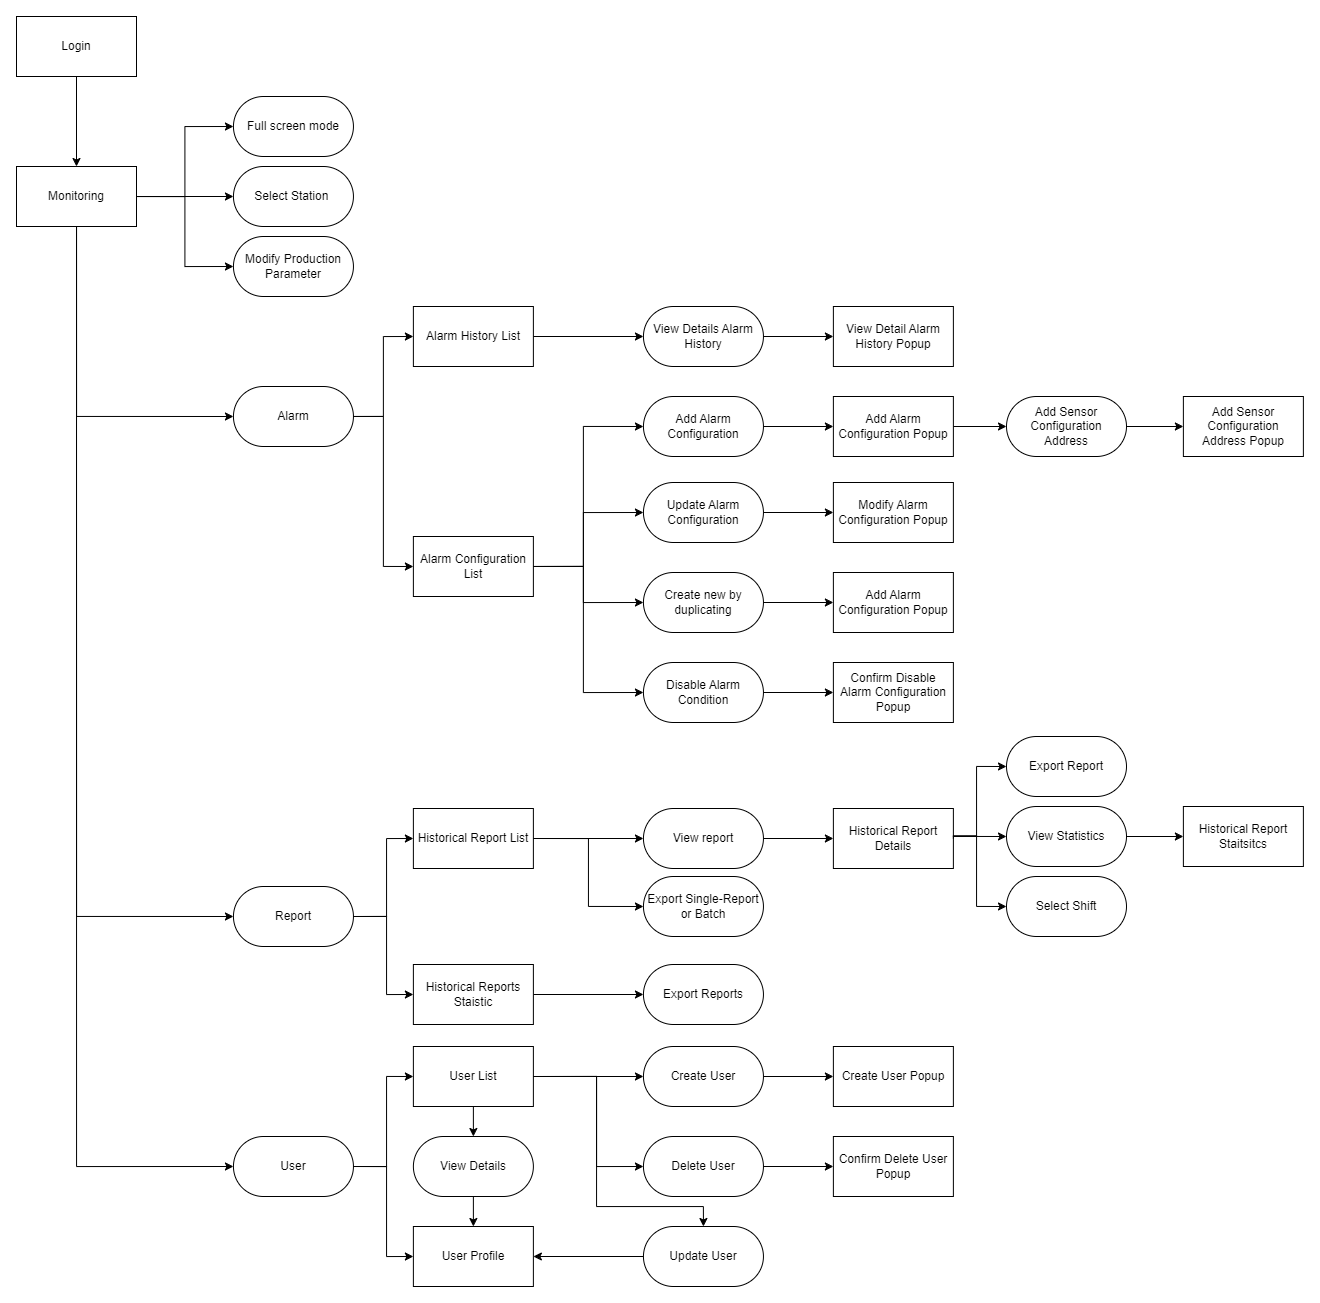 Login
Full screen mode
Monitoring
Select Station
Modify Production
Parameter
Alarm History List
View Details Alarm
History
View Detail Alarm
History Popup
Alarm
Add Alarm
Configuration
Add Alarm
Configuration Popup
Add Sensor
Configuration
Address
Add Sensor
Configuration
Address Popup
Update Alarm
Configuration
Modify Alarm
Configuration Popup
Alarm Configuration
List
Create new by
duplicating
Add Alarm
Configuration Popup
Disable Alarm
Condition
Confirm Disable
Alarm Configuration
Popup
Export Report
Historical Report List
View report
Historical Report
Details
View Statistics
Historical Report
Staitsitcs
Report
Export Single-Report
or Batch
Select Shift
Historical Reports
Staistic
Export Reports
User List
Create User
Create User Popup
User
View Details
Delete User
Confirm Delete User
Popup
User Profile
Update User